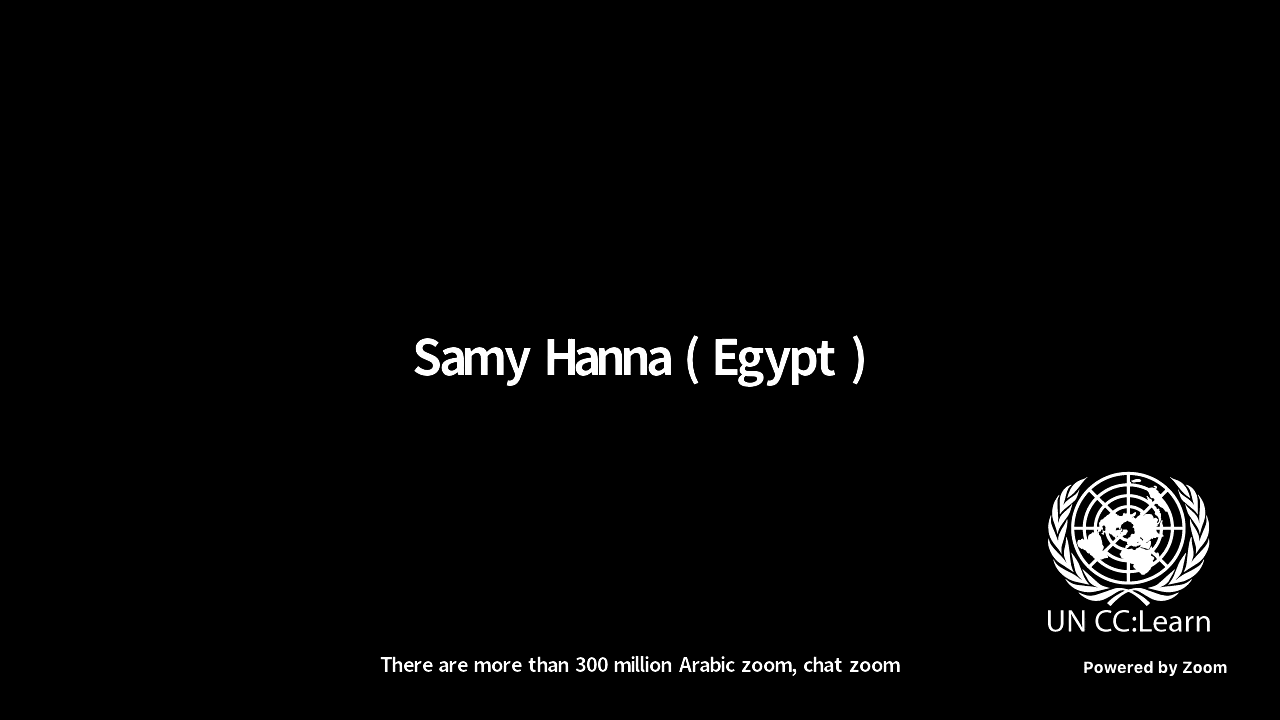 Samy Hanna ( Egypt )
UN CC:Learn
There are more than 300 million Arabic zoom, chat zoom
Powered by Zoom